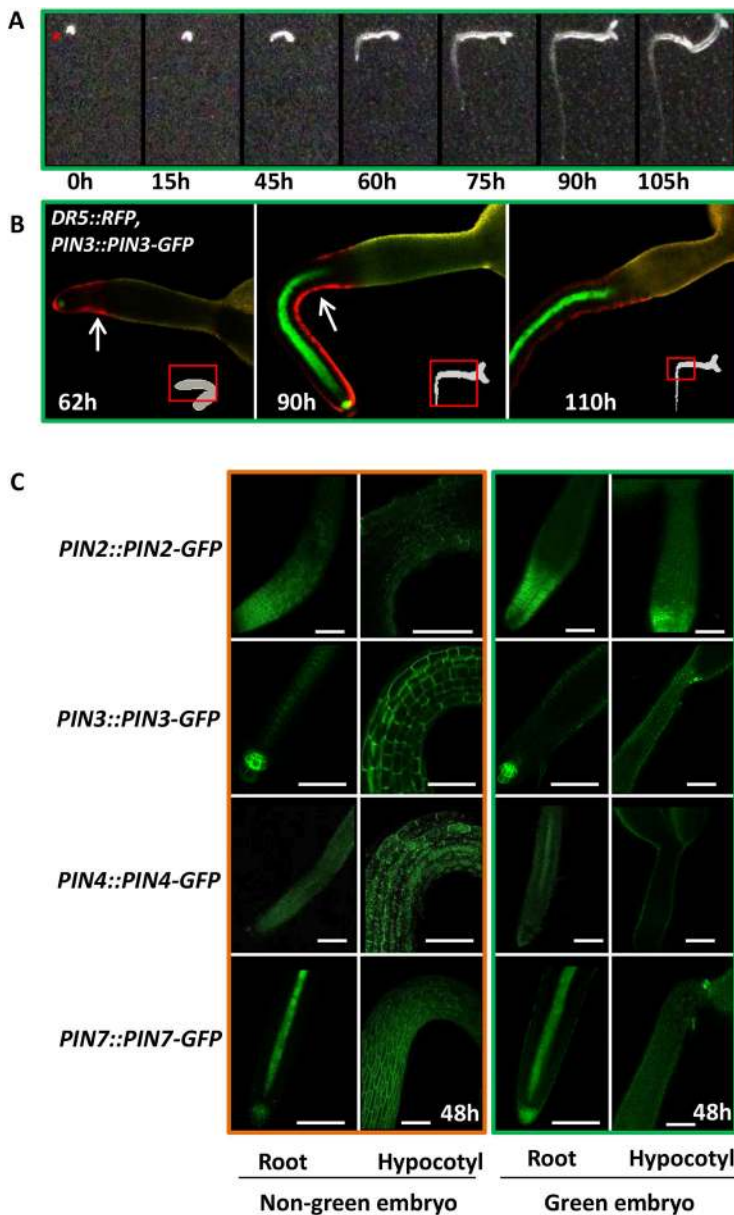 A
0h 15h 45h 60h 75h 90h 105h
B
DR5::RFP,
PIN3::PIN3-GFP
62h 90h 110h
C
PIN2::PIN2-GFP
PIN3::PIN3-GFP
PIN4::PIN4-GFP
PIN7::PIN7-GFP
48h 48h
Root Hypocotyl Root Hypocotyl
Non-green embryo Green embryo